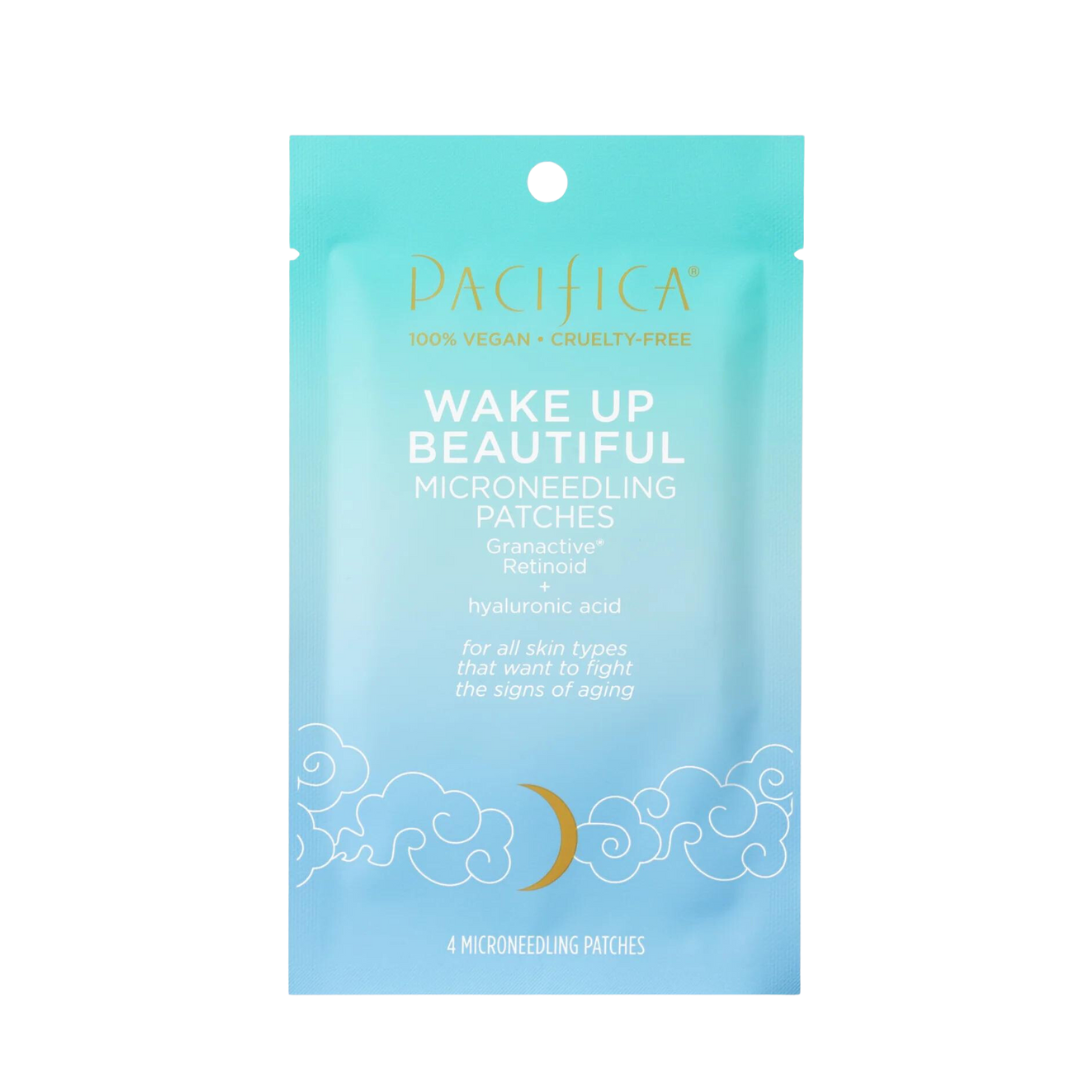 PACIFICA®
100% VEGAN • CRUELTY-FREE
WAKE UP
BEAUTIFUL
MICRONEEDLING
PATCHES
Granactive®
Retinoid
+
hyaluronic acid
for all skin types
that want to fight
the signs of aging
4 MICRONEEDLING PATCHES